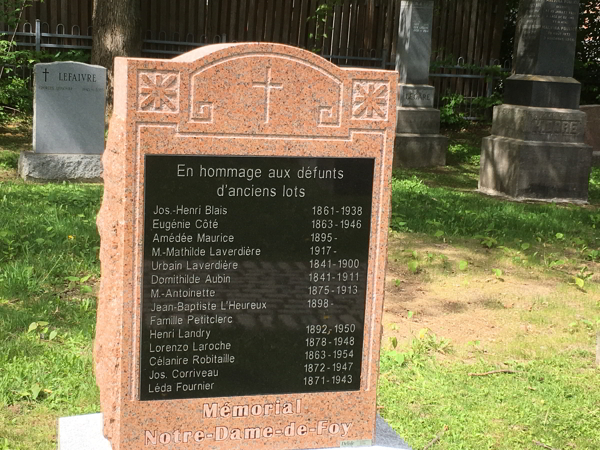 LEFAIVRE
En hommage aux défunts
d'anciens lots
Jos.-Henri Blais 1861-1938
Eugénie Côté 1863-1946
Amédée Maurice 1895-
M.-Mathilde Laverdière 1917-
Urbain Laverdière 1841-1900
Domithilde Aubin 1841-1911
M.-Antoinette 1875-1913
Jean-Baptiste L'Heureux 1898-
Famille Petitclerc
Henri Landry 1892-1950
Lorenzo Laroche 1878-1948
Célanire Robitaille 1863-1954
Jos. Corriveau 1872-1947
Léda Fournier 1871-1943
Mémorial
Notre-Dame-de-Foy